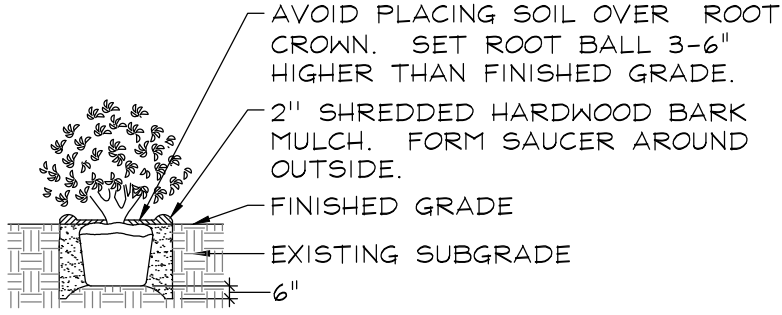 AVOID PLACING SOIL OVER ROOT
CROWN. SET ROOT BALL 3-6"
HIGHER THAN FINISHED GRADE.
2" SHREDDED HARDWOOD BARK
MULCH. FORM SAUCER AROUND
OUTSIDE.
FINISHED GRADE
EXISTING SUBGRADE
6"